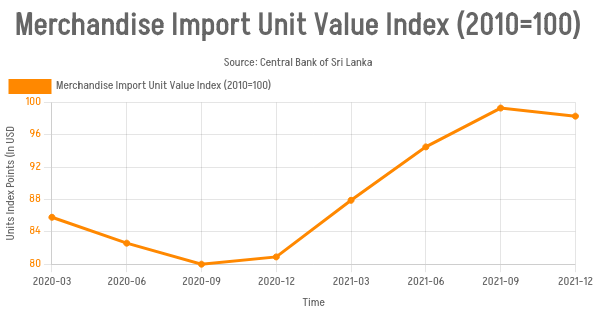 Merchandise Import Unit Value Index (2010=100)
Source: Central Bank of Sri Lanka
Merchandise Import Unit Value Index (2010=100)
Units Index Points (In USD
100
96
92
88
84
80
2020-03 2020-06 2020-09 2020-12 2021-03 2021-06 2021-09 2021-12
Time